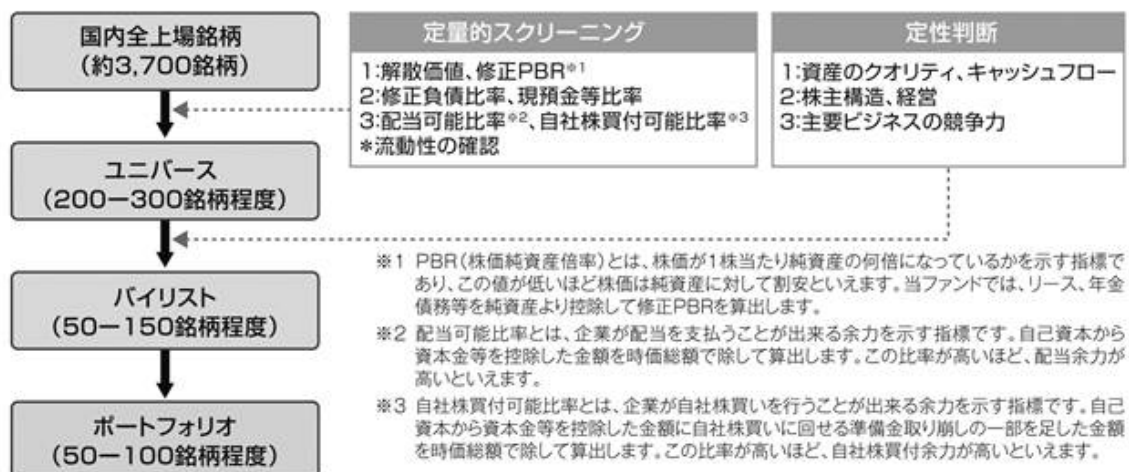 国内全上場銘柄
(約3,700銘柄)
定量的スクリーニング
1:解散価値、修正PBR※1
2:修正負債比率、現預金等比率
3:配当可能比率※2、自社株買付可能比率※3
*流動性の確認
定性判断
1:資産のクオリティ、キャッシュフロー
2:株主構造、経営
3:主要ビジネスの競争力
ユニバース
(200ー300銘柄程度)
バイリスト
(50ー150銘柄程度)
ポートフォリオ
(50ー100銘柄程度)
※1 PBR(株価純資産倍率)とは、株価が1株当たり純資産の何倍になっているかを示す指標で
あり、この値が低いほど株価は純資産に対して割安といえます。当ファンドでは、リース、年金
債務等を純資産より控除して修正PBRを算出します。
※2 配当可能比率とは、企業が配当を支払うことが出来る余力を示す指標です。自己資本から
資本金等を控除した金額を時価総額で除して算出します。この比率が高いほど、配当余力が
高いといえます。
※3 自社株買付可能比率とは、企業が自社株買いを行うことが出来る余力を示す指標です。自己
資本から資本金等を控除した金額に自社株買いに回せる準備金取り崩しの一部を足した金額
を時価総額で除して算出します。この比率が高いほど、自社株買付余力が高いといえます。